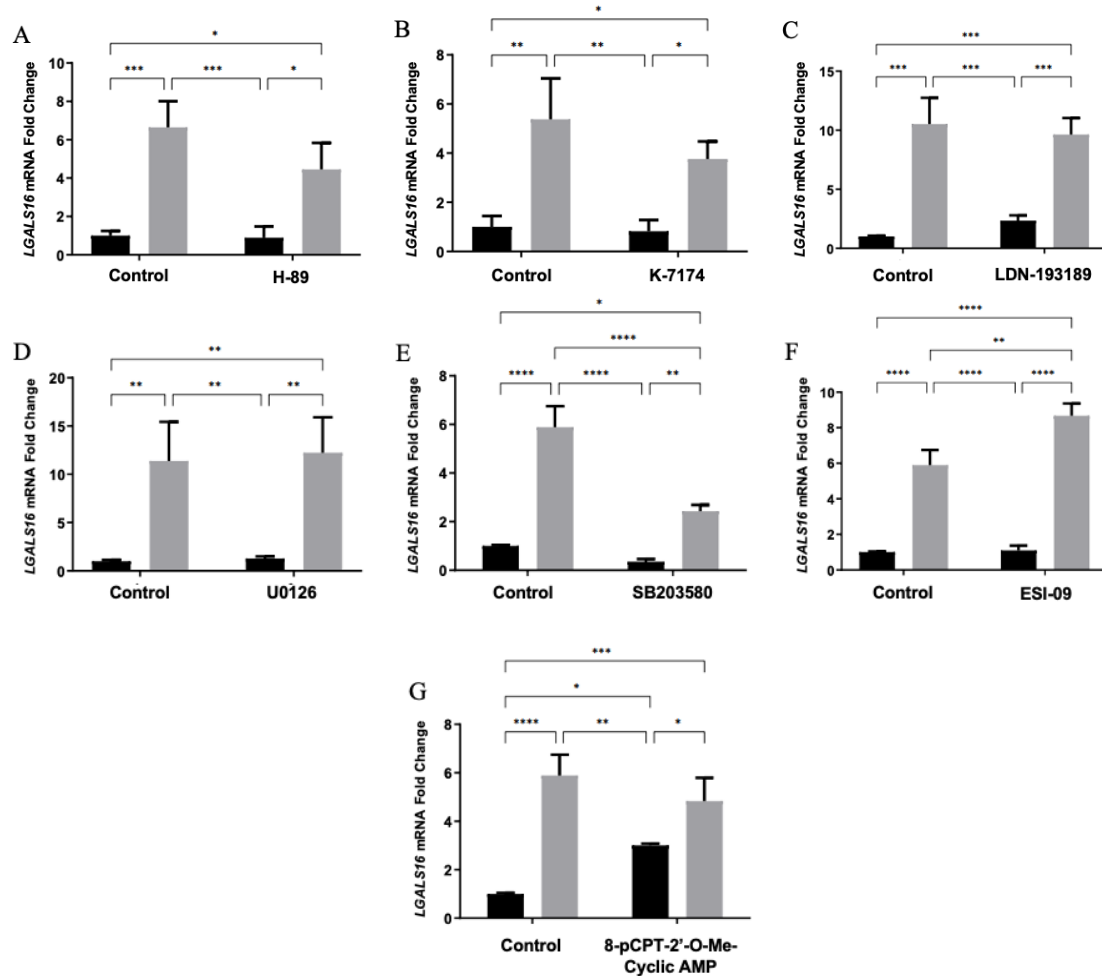 A
*
***
***
*
LGALS16 mRNA Fold Change
10
8
6
4
2
0
Control
H-89
B
*
**
**
*
LGALS16 mRNA Fold Change
8
6
4
2
0
Control
K-7174
C
***
***
***
***
LGALS16 mRNA Fold Change
15
10
5
0
Control
LDN-193189
D
**
**
**
**
LGALS16 mRNA Fold Change
20
15
10
5
0
Control
U0126
E
*
****
****
****
**
LGALS16 mRNA Fold Change
8
6
4
2
0
Control
SB203580
F
****
**
****
****
****
LGALS16 mRNA Fold Change
10
8
6
4
2
0
Control
ESI-09
G
***
*
****
**
*
LGALS16 mRNA Fold Change
8
6
4
2
0
Control
8-pCPT-2'-O-Me-
Cyclic AMP